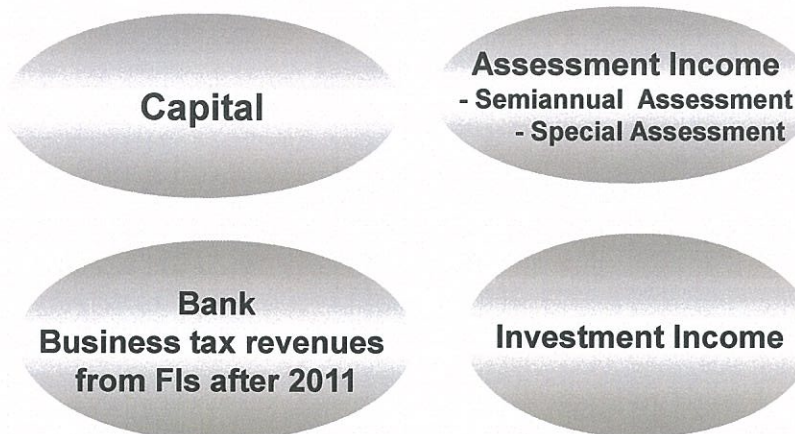 Capital
Assessment Income
- Semiannual Assessment
- Special Assessment
Bank
Business tax revenues
from FIs after 2011
Investment Income